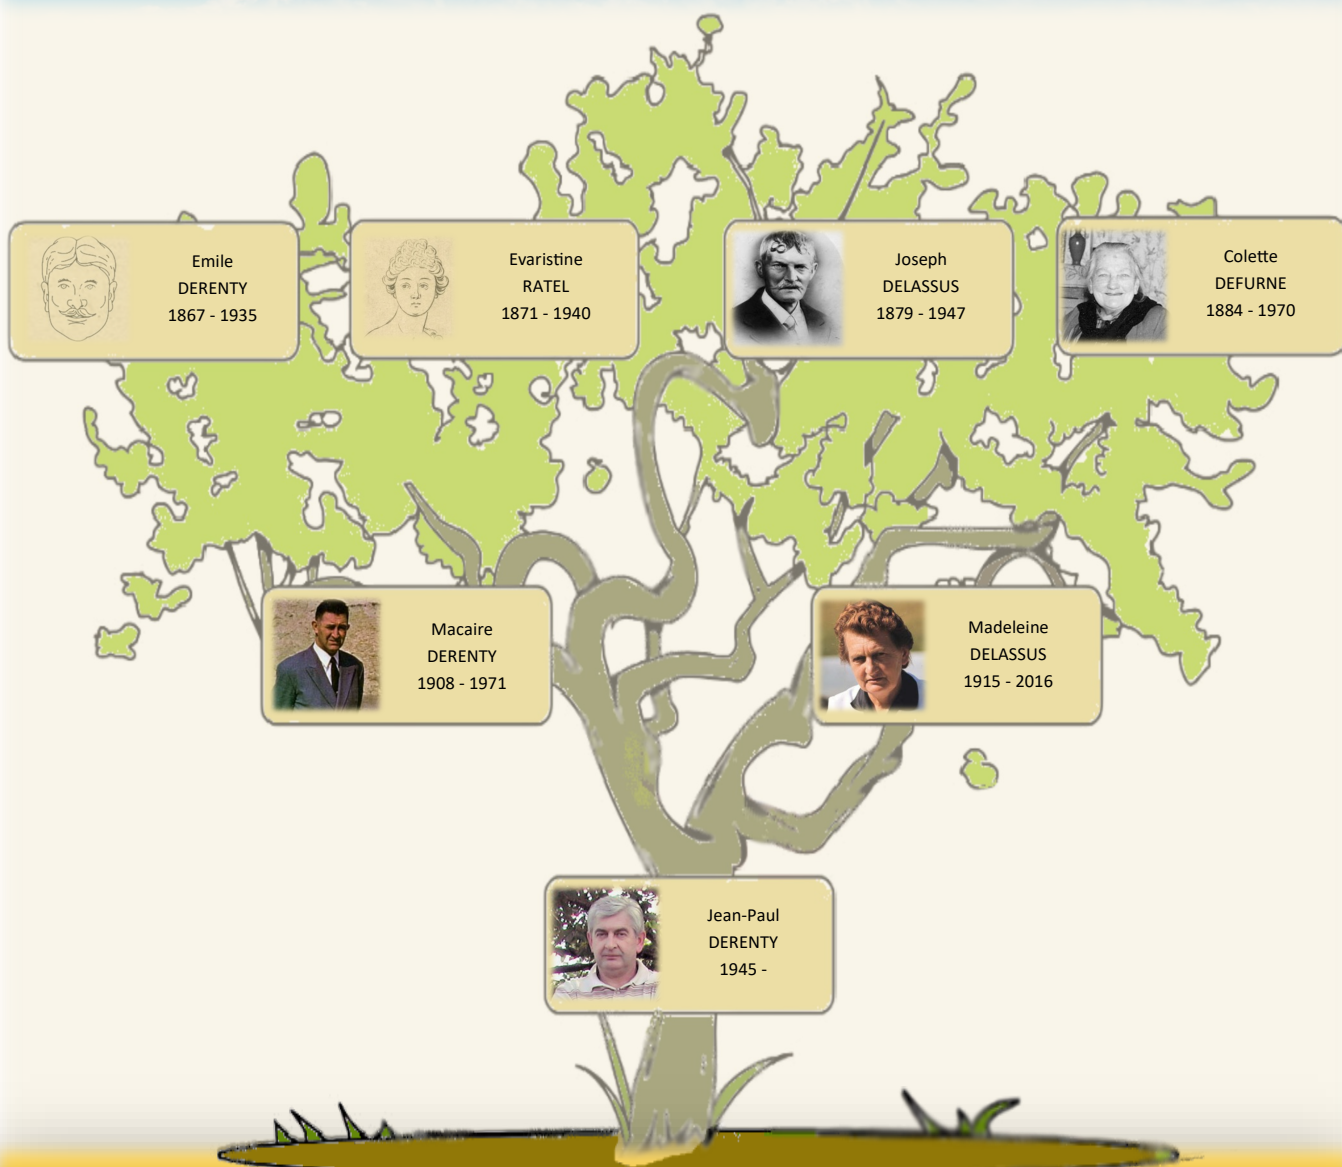 Emile
DERENTY
1867 - 1935
Evaristine
RATEL
1871 - 1940
Joseph
DELASSUS
1879 - 1947
Colette
DEFURNE
1884 - 1970
Macaire
DERENTY
1908 - 1971
Madeleine
DELASSUS
1915 - 2016
Jean-Paul
DERENTY
1945 -